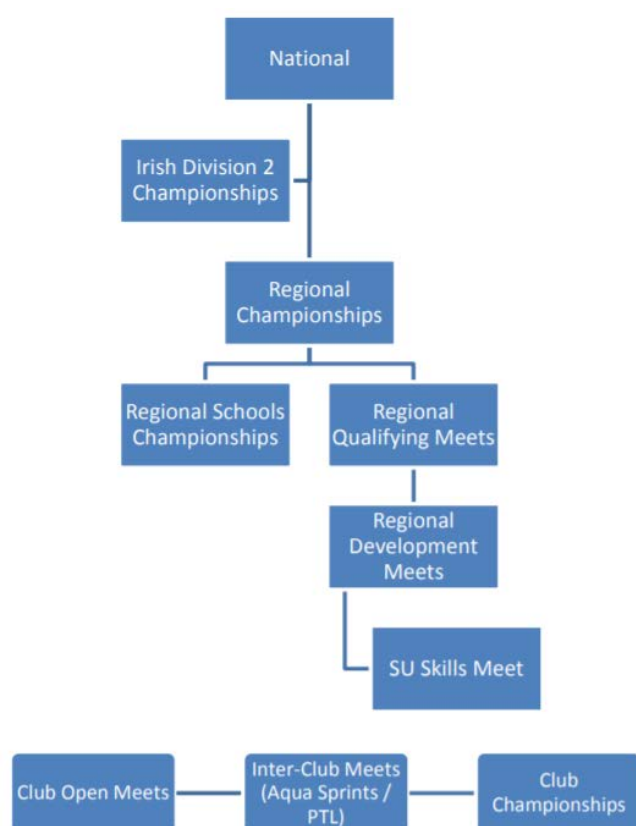 National
Irish Division 2
Championships
Regional
Championships
Regional Schools
Championships
Regional
Qualifying Meets
Regional
Development
Meets
SU Skills Meet
Club Open Meets
Inter-Club Meets
(Aqua Sprints /
PTL)
Club
Championships